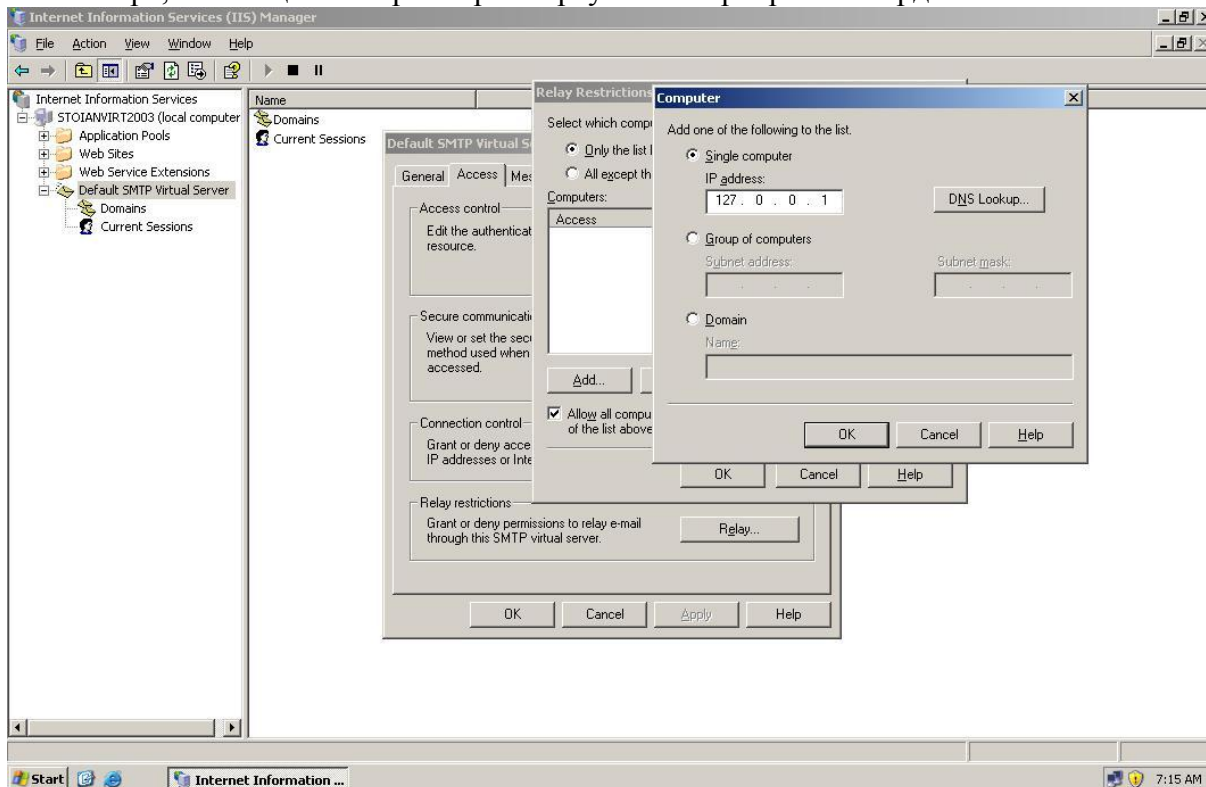 Internet Information Services (IIS) Manager
File Action View Window Help
Internet Information Services
STOIANVIRT2003 (local computer
Application Pools
Web Sites
Web Service Extensions
Default SMTP Virtual Server
Domains
Current Sessions
Name
Domains
Current Sessions
Default SMTP Virtual S
General Access Mes
Access control
Edit the authenticat
resource.
Secure communicati
View or set the secu
method used when
accessed.
Connection control
Grant or deny acce
IP addresses or Inte
Relay restrictions
Grant or deny permissions to relay e-mail
through this SMTP virtual server.
Relay...
OK Cancel Apply Help
Relay Restrictions
Select which compu
Only the list
All except th
Computers:
Access
Add...
Allow all compu
of the list above
OK Cancel Help
Computer
Add one of the following to the list.
Single computer
IP address:
127 . 0 . 0 . 1
DNS Lookup...
Group of computers
Subnet address: Subnet mask:
Domain
Name:
OK Cancel Help
Start Internet Information ... 7:15 AM